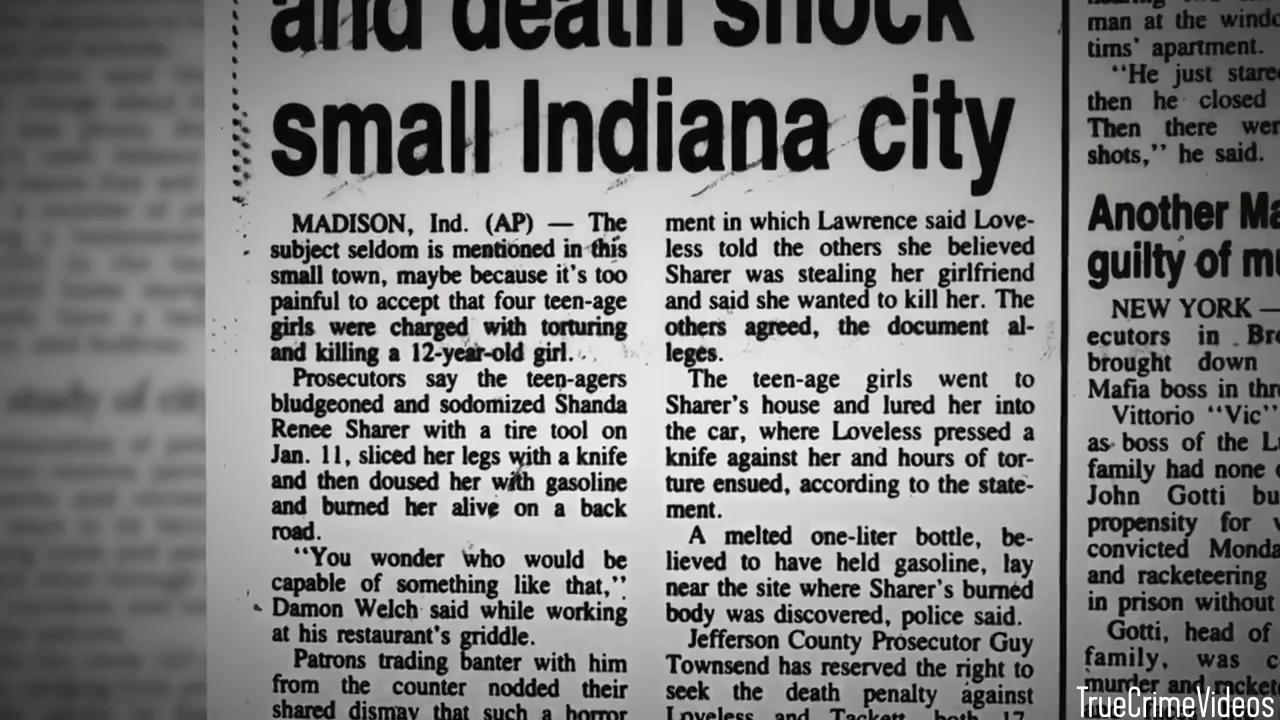 and death shock
small Indiana city
MADISON, Ind. (AP) — The
subject seldom is mentioned in this
small town, maybe because it's too
painful to accept that four teen-age
girls were charged with torturing
and killing a 12-year-old girl.
Prosecutors say the teen-agers
bludgeoned and sodomized Shanda
Renee Sharer with a tire tool on
Jan. 11, sliced her legs with a knife
and then doused her with gasoline
and burned her alive on a back
road.
"You wonder who would be
capable of something like that,"
Damon Welch said while working
at his restaurant's griddle.
Patrons trading banter with him
from the counter nodded their
shared dismay that such a horror
ment in which Lawrence said Love-
less told the others she believed
Sharer was stealing her girlfriend
and said she wanted to kill her. The
others agreed, the document al-
leges.
The teen-age girls went to
Sharer's house and lured her into
the car, where Loveless pressed a
knife against her and hours of tor-
ture ensued, according to the state-
ment.
A melted one-liter bottle, be-
lieved to have held gasoline, lay
near the site where Sharer's burned
body was discovered, police said.
Jefferson County Prosecutor Guy
Townsend has reserved the right to
seek the death penalty against
Loveless and Tackett, both 17,
man at the
tims' apartment.
"He just
then he closed
Then there
shots," he said.
Another
guilty of
NEW YORK —
ecutors in
brought down
Mafia boss in
Vittorio "Vic"
as boss of the
family had none
John Gotti
propensity for
convicted
and racketeering
in prison without
Gotti, head of
family, was
murder and
TrueCrimeVideos